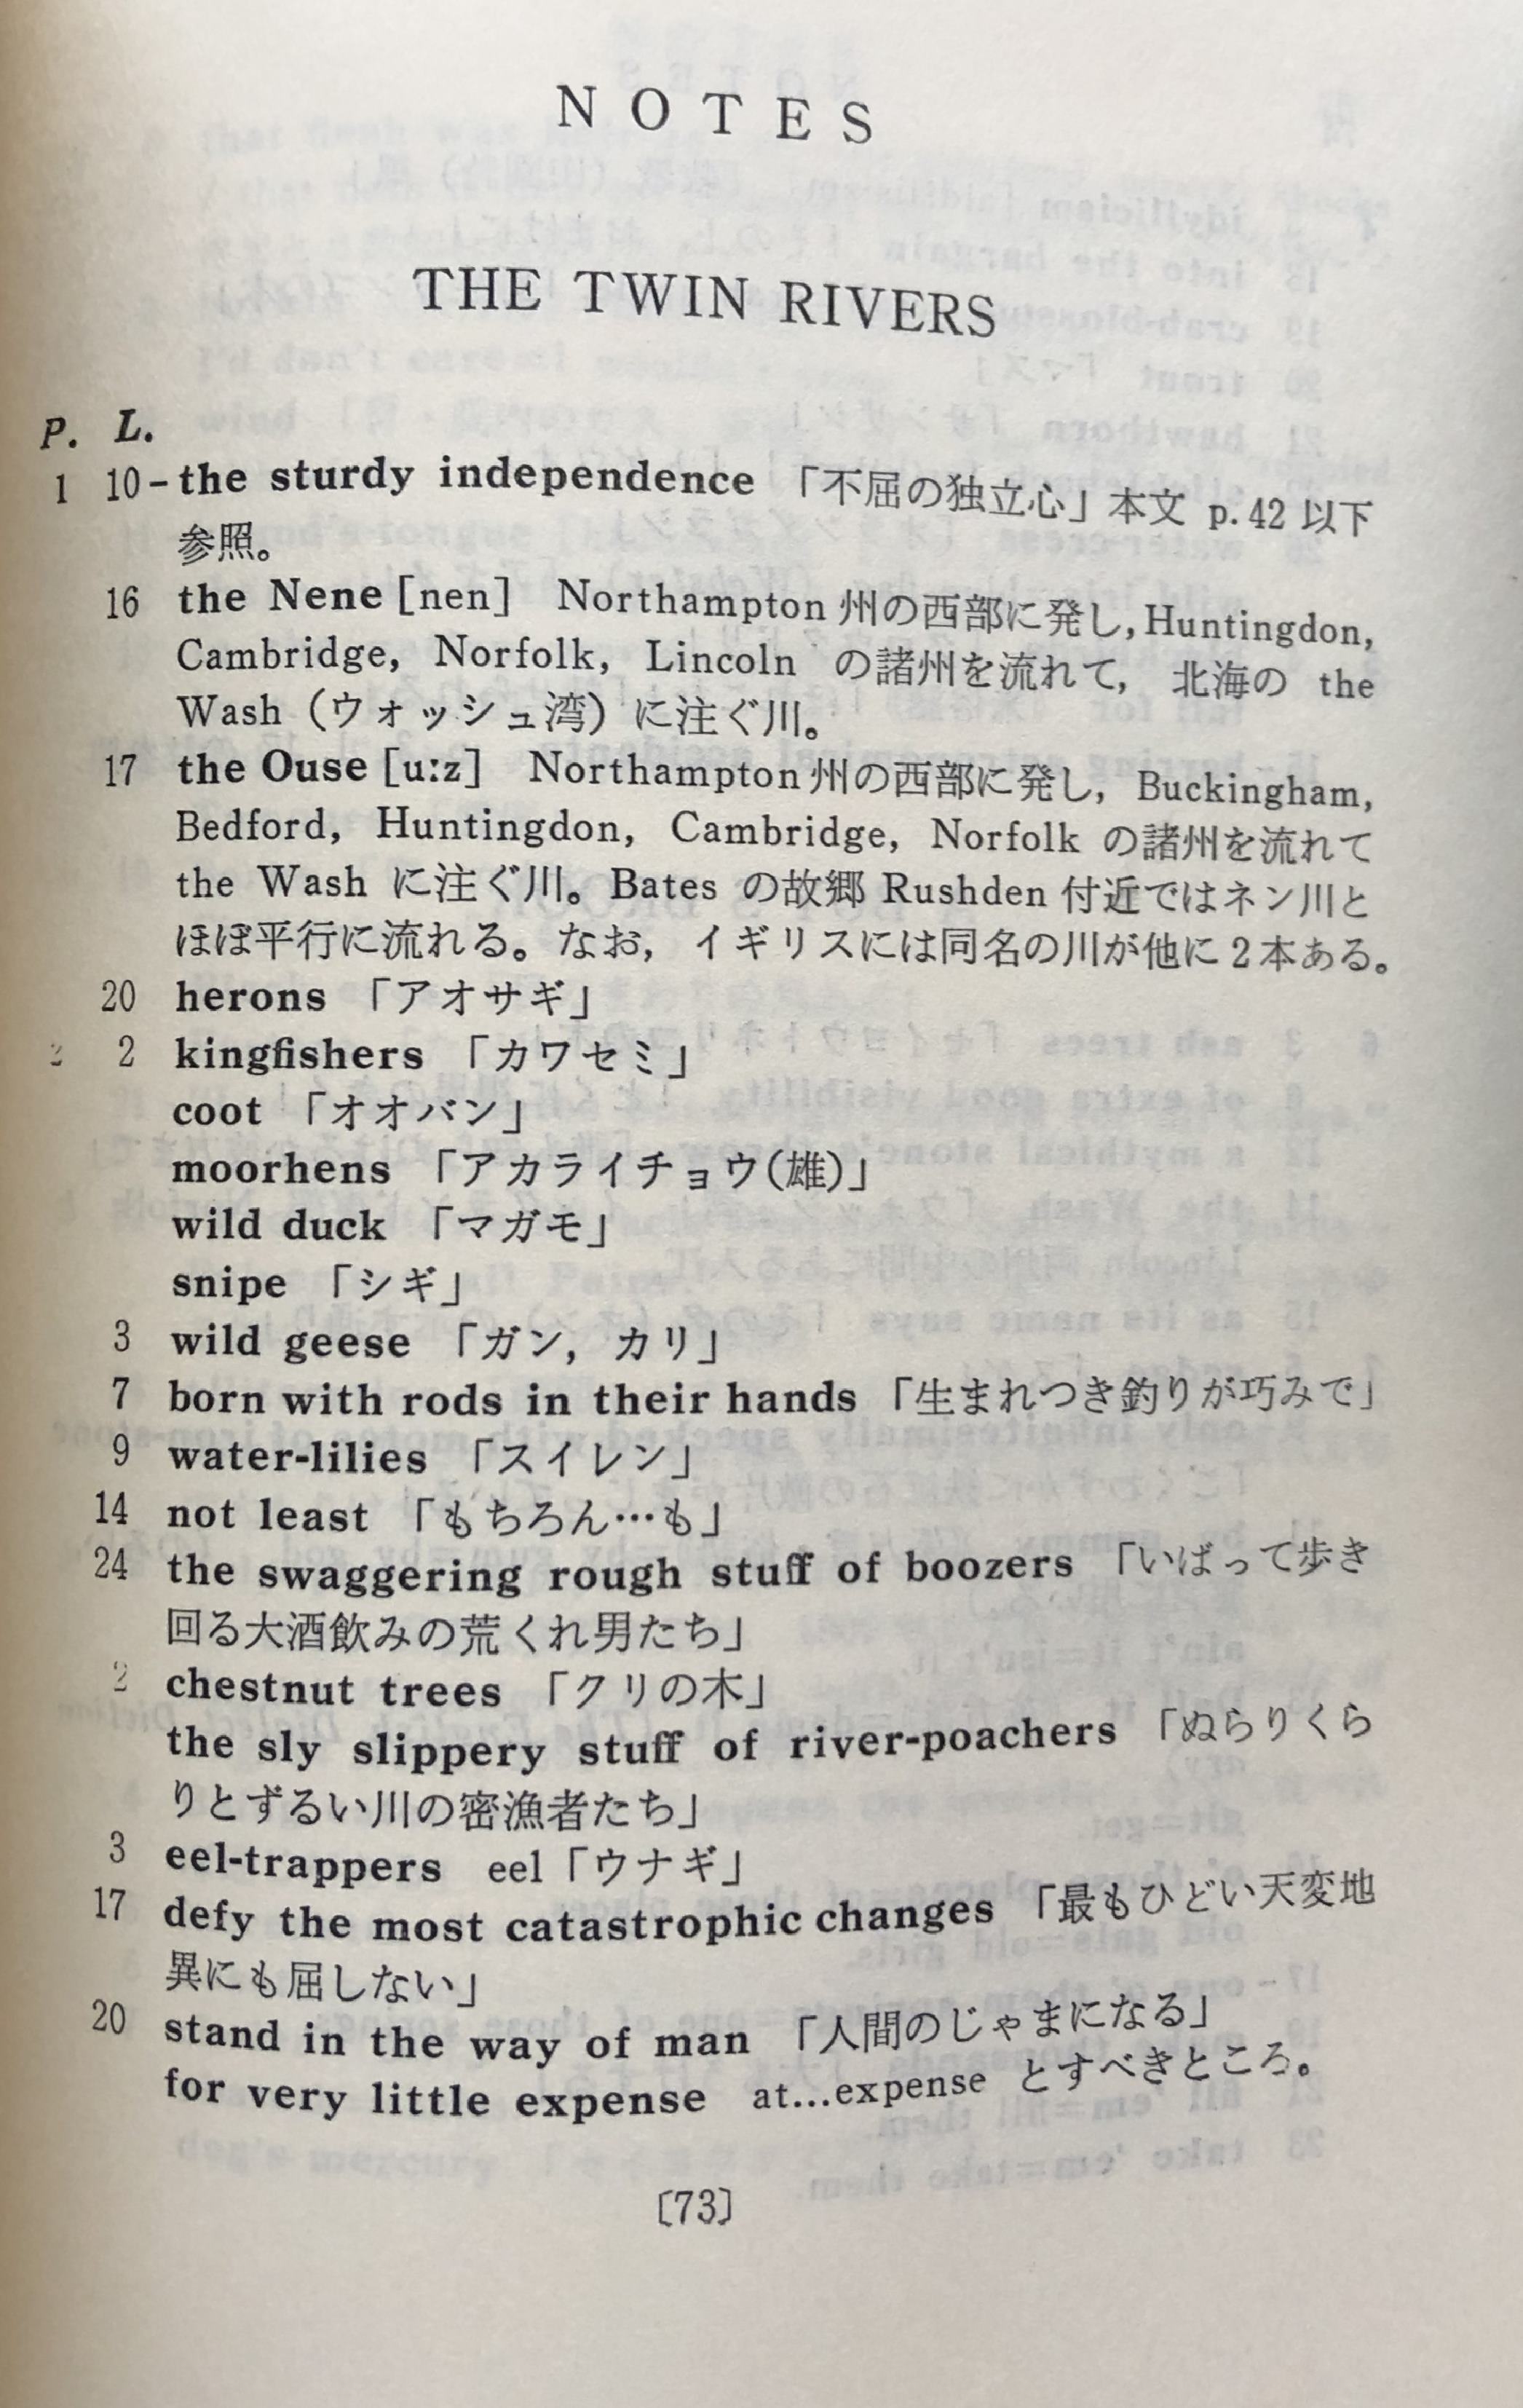 NOTES
THE TWIN RIVERS
P. L.
1 10-the sturdy independence 「不屈の独立心」本文 p. 42 以下
参照。
16 the Nene [nen] Northampton 州の西部に発し, Huntingdon,
Cambridge, Norfolk, Lincoln の諸州を流れて, 北海の the
Wash (ウォッシュ湾) に注ぐ川。
17 the Ouse [u:z] Northampton 州の西部に発し, Buckingham,
Bedford, Huntingdon, Cambridge, Norfolk の諸州を流れて
the Wash に注ぐ川。Bates の故郷 Rushden 付近ではネン川と
ほぼ平行に流れる。なお, イギリスには同名の川が他に 2 本ある。
20 herons 「アオサギ」
2 2 kingfishers 「カワセミ」
coot 「オオバン」
moorhens 「アカライチョウ(雄)」
wild duck 「マガモ」
snipe 「シギ」
3 wild geese 「ガン, カリ」
7 born with rods in their hands 「生まれつき釣りが巧みで」
9 water-lilies 「スイレン」
14 not least 「もちろん…も」
24 the swaggering rough stuff of boozers 「いばって歩き
回る大酒飲みの荒くれ男たち」
2 chestnut trees 「クリの木」
the sly slippery stuff of river-poachers 「ぬらりくら
りとずるい川の密漁者たち」
3 eel-trappers eel「ウナギ」
17 defy the most catastrophic changes 「最もひどい天変地
異にも屈しない」
20 stand in the way of man 「人間のじゃまになる」
for very little expense at...expense とすべきところ。
〔73〕